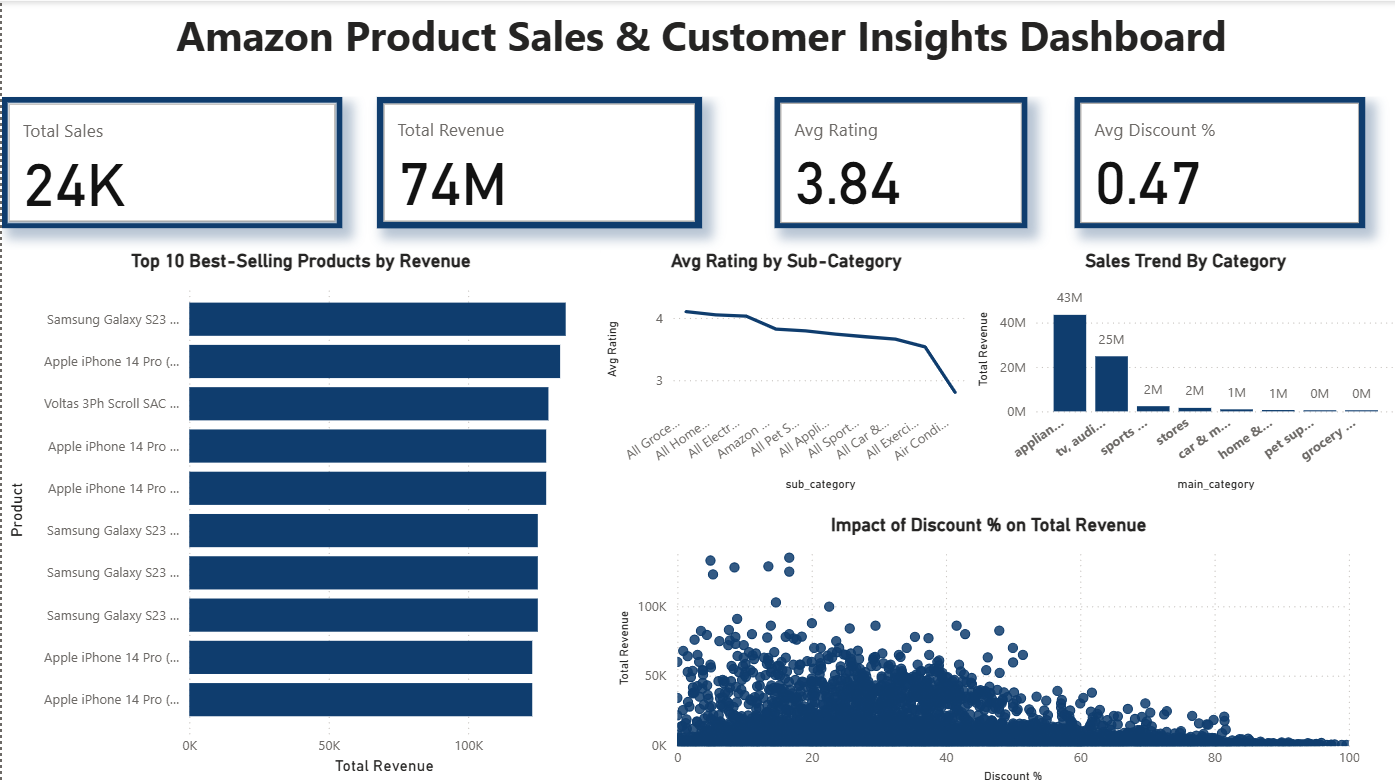 Amazon Product Sales & Customer Insights Dashboard
Total Sales
24K
Total Revenue
74M
Avg Rating
3.84
Avg Discount %
0.47
Top 10 Best-Selling Products by Revenue
Product
Samsung Galaxy S23 ...
Apple iPhone 14 Pro (...
Voltas 3Ph Scroll SAC ...
Apple iPhone 14 Pro ...
Apple iPhone 14 Pro ...
Samsung Galaxy S23 ...
Samsung Galaxy S23 ...
Samsung Galaxy S23 ...
Apple iPhone 14 Pro (...
Apple iPhone 14 Pro (...
0K 50K 100K
Total Revenue
Avg Rating by Sub-Category
Avg Rating
4
3
All Groce... All Home... All Electr... Amazon ... All Pet S... All Appli... All Sport... All Car &... All Exerci... Air Condi...
sub_category
Sales Trend By Category
Total Revenue
40M
20M
0M
43M 25M 2M 2M 1M 1M 0M 0M
applian... tv, audi... sports ... stores car & m... home &... pet sup... grocery ...
main_category
Impact of Discount % on Total Revenue
Total Revenue
100K
50K
0K
0 20 40 60 80 100
Discount %